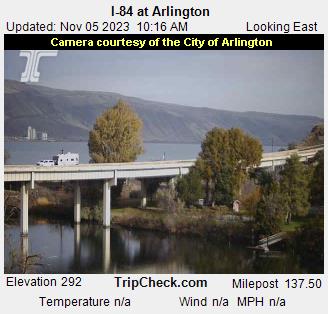 I-84 at Arlington
Updated: Nov 05 2023 10:16 AM Looking East
Camera courtesy of the City of Arlington
Elevation 292 TripCheck.com Milepost 137.50
Temperature n/a Wind n/a MPH n/a